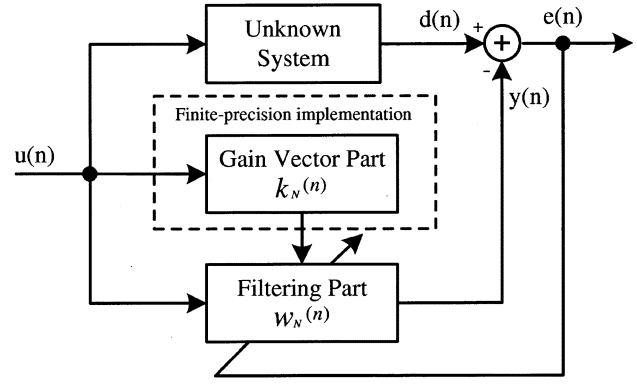 Unknown
System
d(n)
+
e(n)
+
-
y(n)
Finite-precision implementation
u(n)
Gain Vector Part
k_N(n)
Filtering Part
w_N(n)